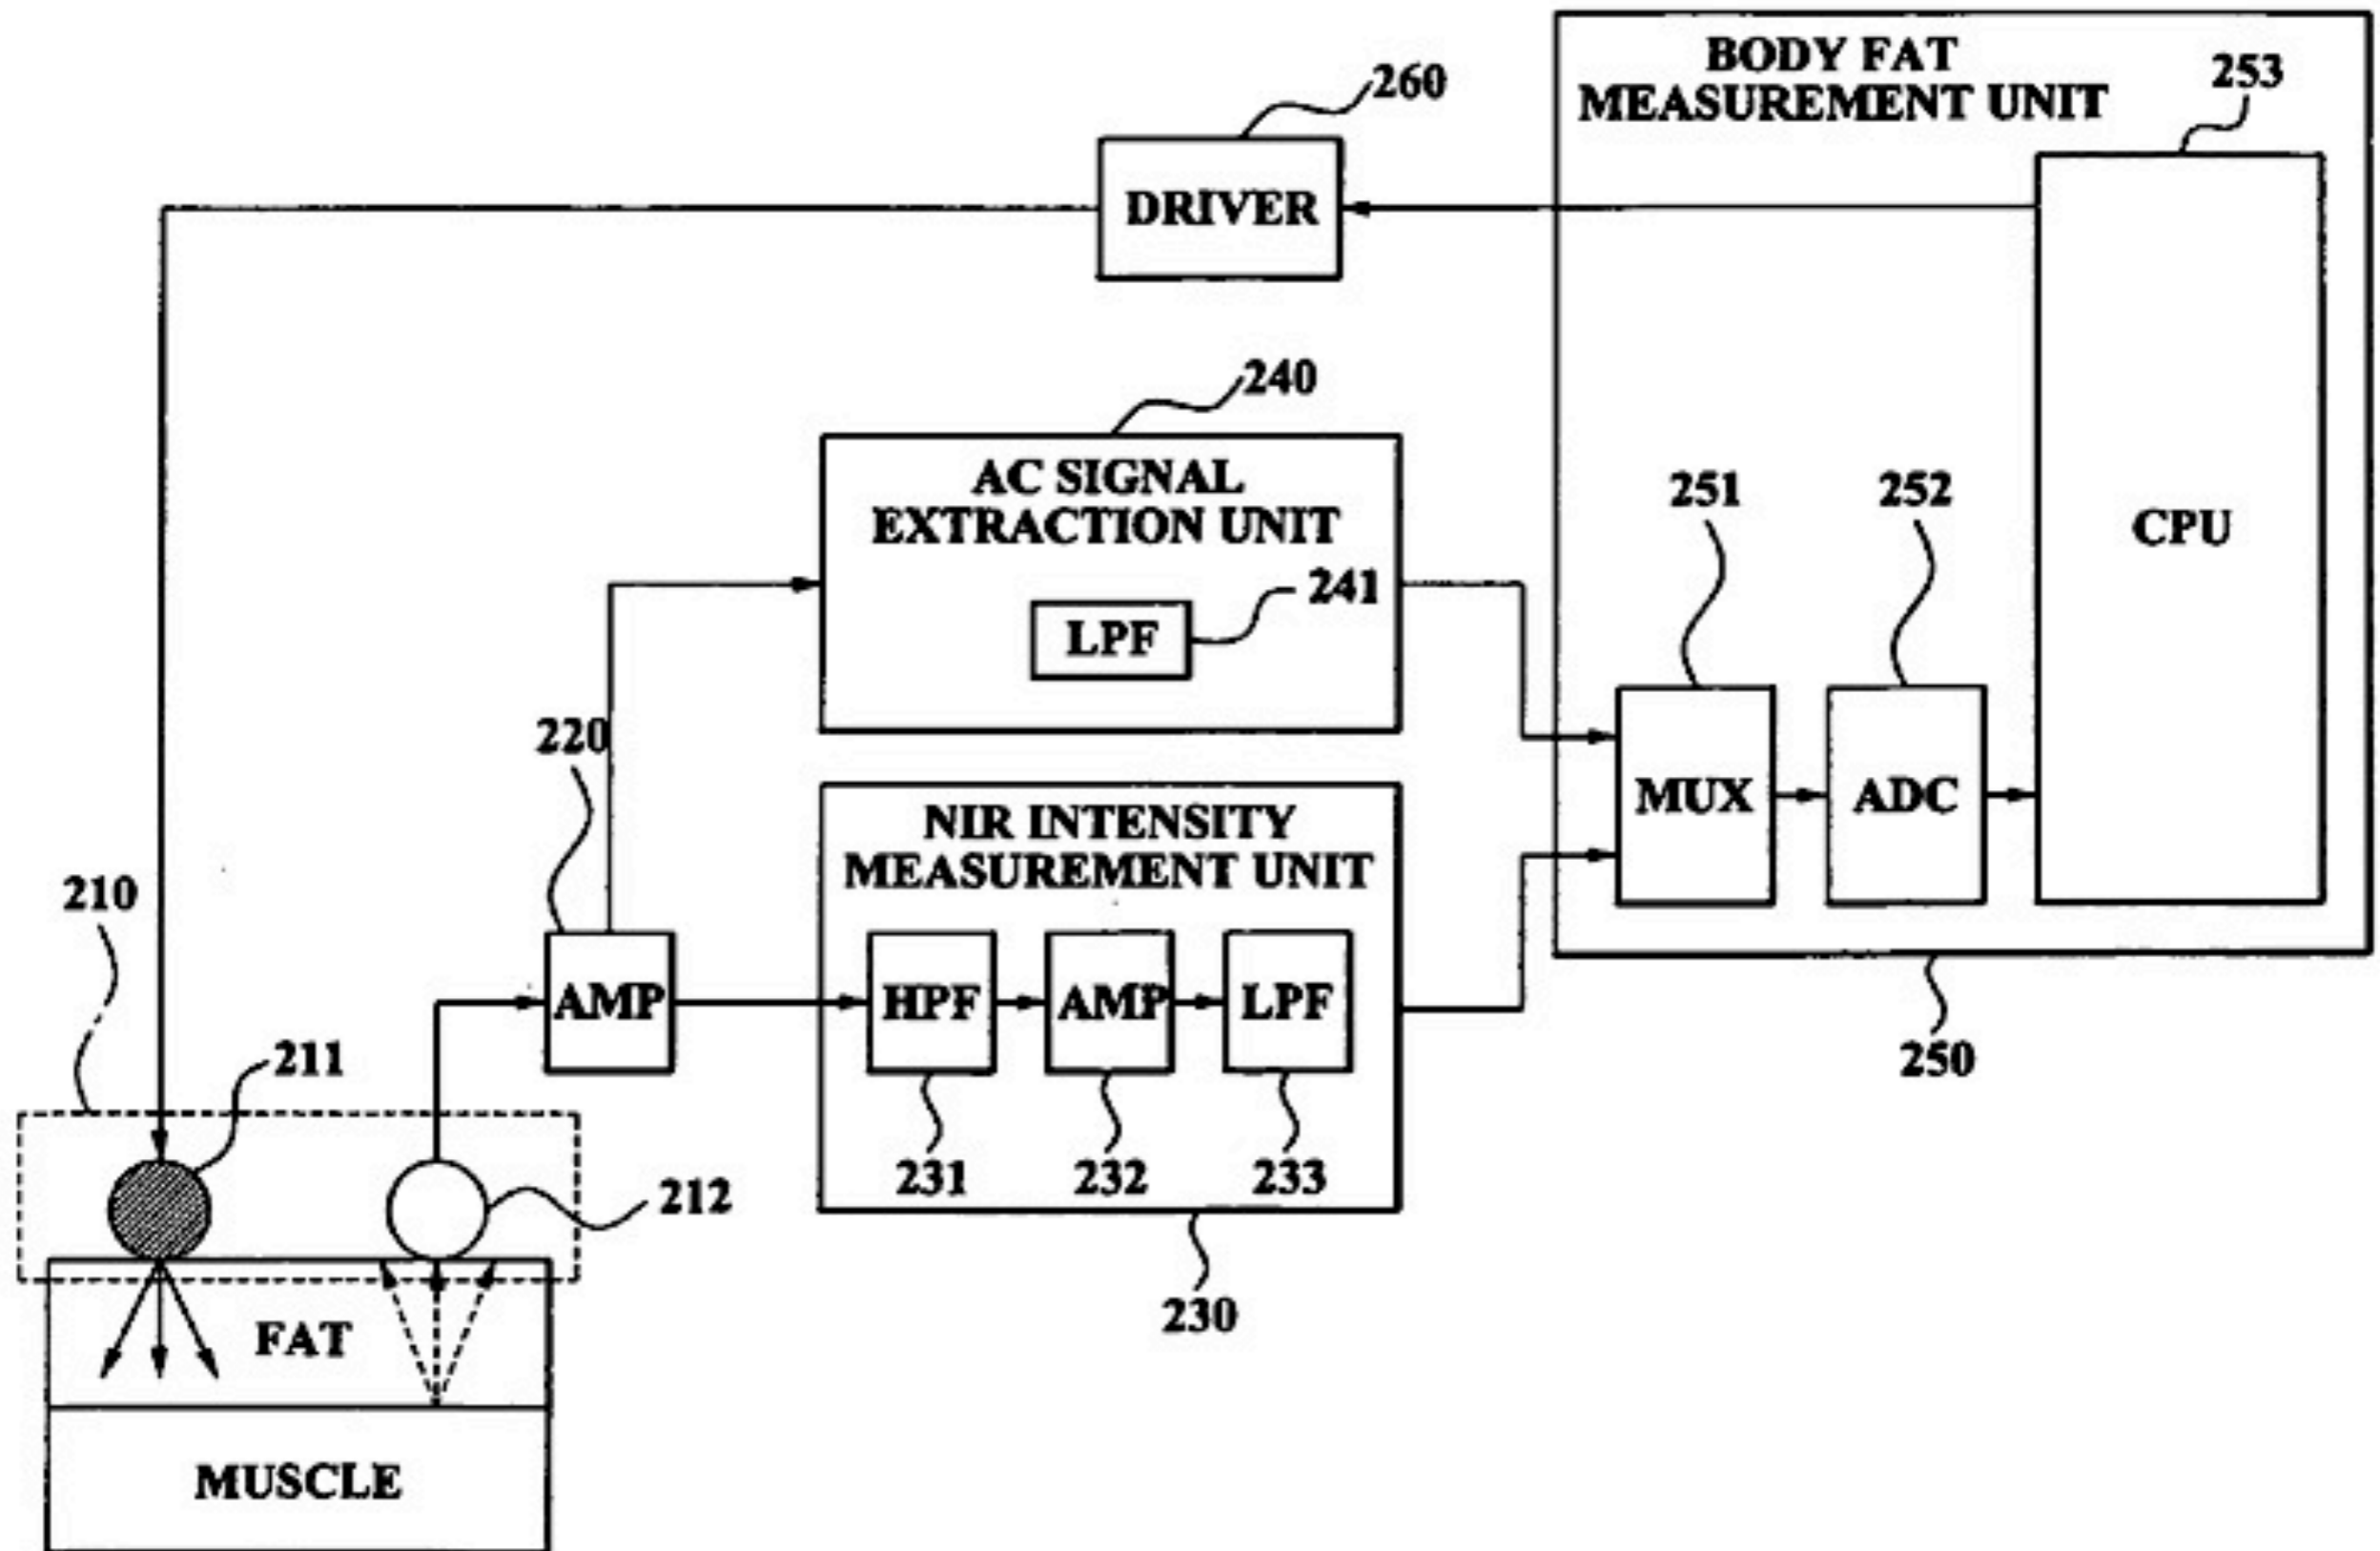 BODY FAT
MEASUREMENT UNIT
253
260
DRIVER
240
AC SIGNAL
EXTRACTION UNIT
241
LPF
251
252
CPU
220
MUX
ADC
NIR INTENSITY
MEASUREMENT UNIT
210
AMP
HPF
AMP
LPF
250
211
231
232
233
212
230
FAT
MUSCLE